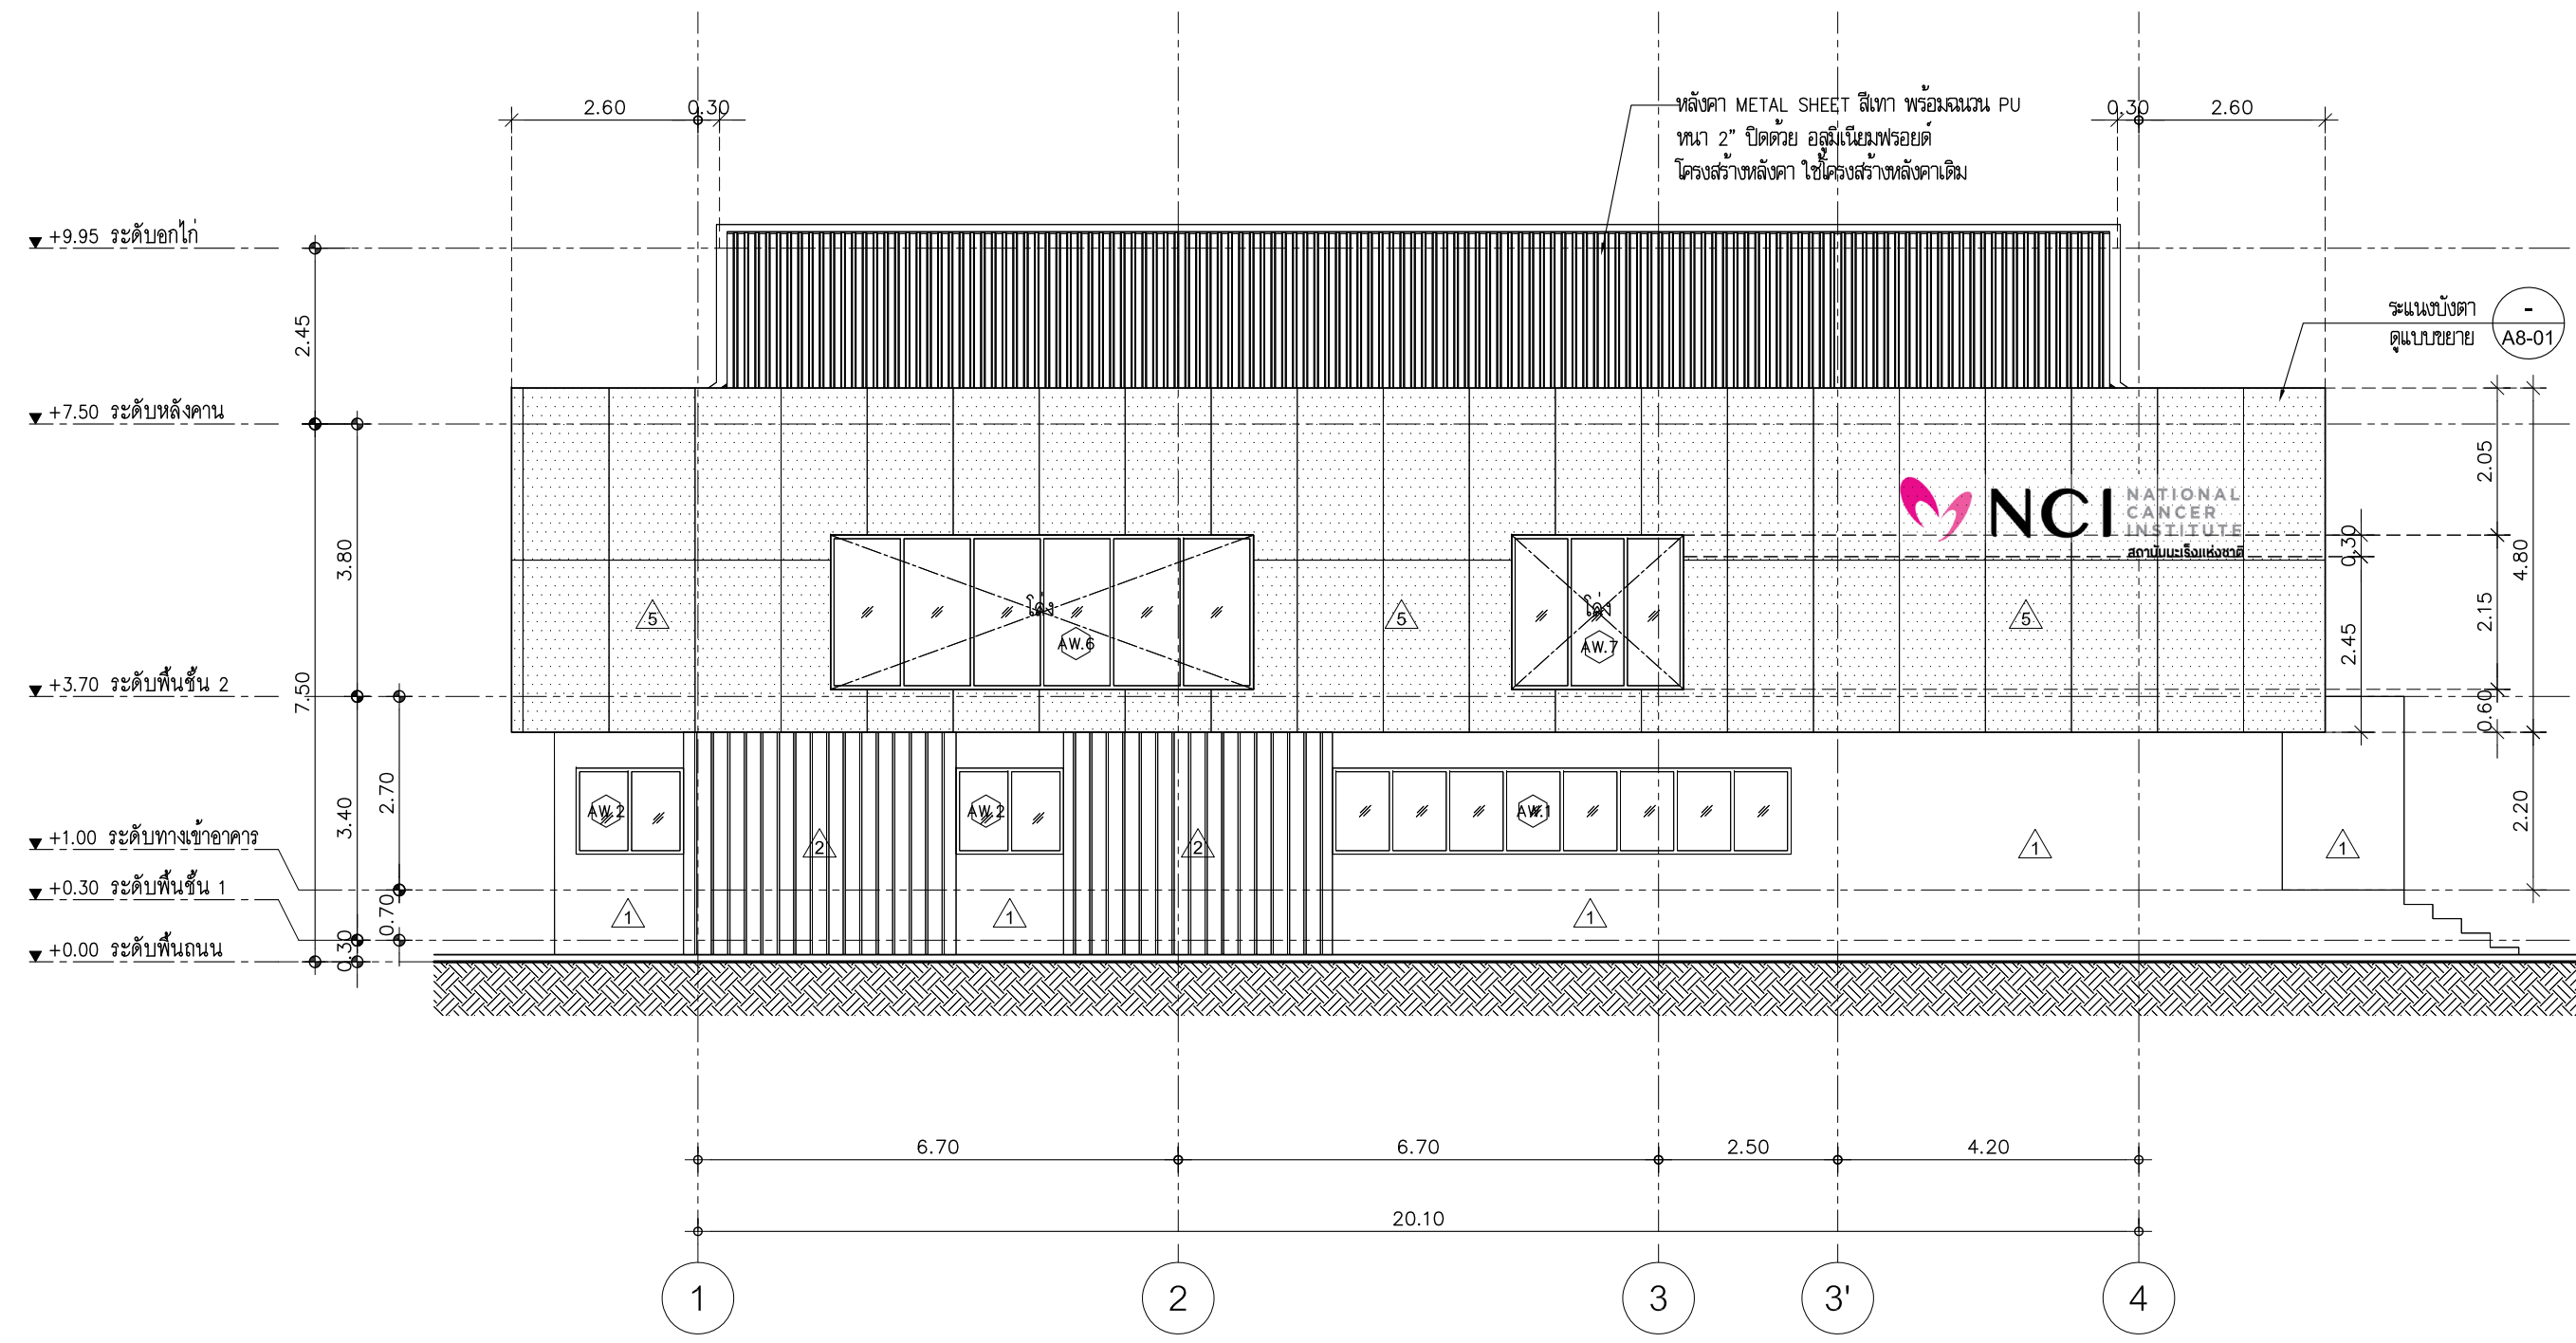 2.60
0.30
0.30
2.60
หลังคา METAL SHEET สีเทา พร้อมฉนวน PU
หนา 2" ปิดด้วย อลูมิเนียมฟรอยด์
โครงสร้างหลังคา ใช้โครงสร้างหลังคาเดิม
+9.95 ระดับอกไก่
2.45
ระแนงบังตา
ดูแบบขยาย
-
A8-01
+7.50 ระดับหลังคาน
3.80
7.50
NCI
NATIONAL
CANCER
INSTITUTE
สถาบันมะเร็งแห่งชาติ
2.05
0.30
4.80
2.15
2.45
0.60
5
โล่ง
AW.6
5
โล่ง
AW.7
5
+3.70 ระดับพื้นชั้น 2
2.70
3.40
2.20
AW.2
2
AW.2
2
AW.1
1
1
+1.00 ระดับทางเข้าอาคาร
+0.30 ระดับพื้นชั้น 1
0.70
1
1
1
+0.00 ระดับพื้นถนน
0.30
6.70
6.70
2.50
4.20
20.10
1
2
3
3'
4